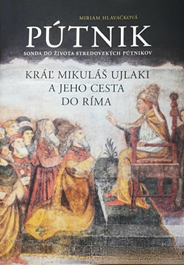 MIRIAM HLAVAČKOVÁ
PÚTNIK
SONDA DO ŽIVOTA STREDOVEKÝCH PÚTNIKOV
KRÁĽ MIKULÁŠ UJLAKI
A JEHO CESTA
DO RÍMA